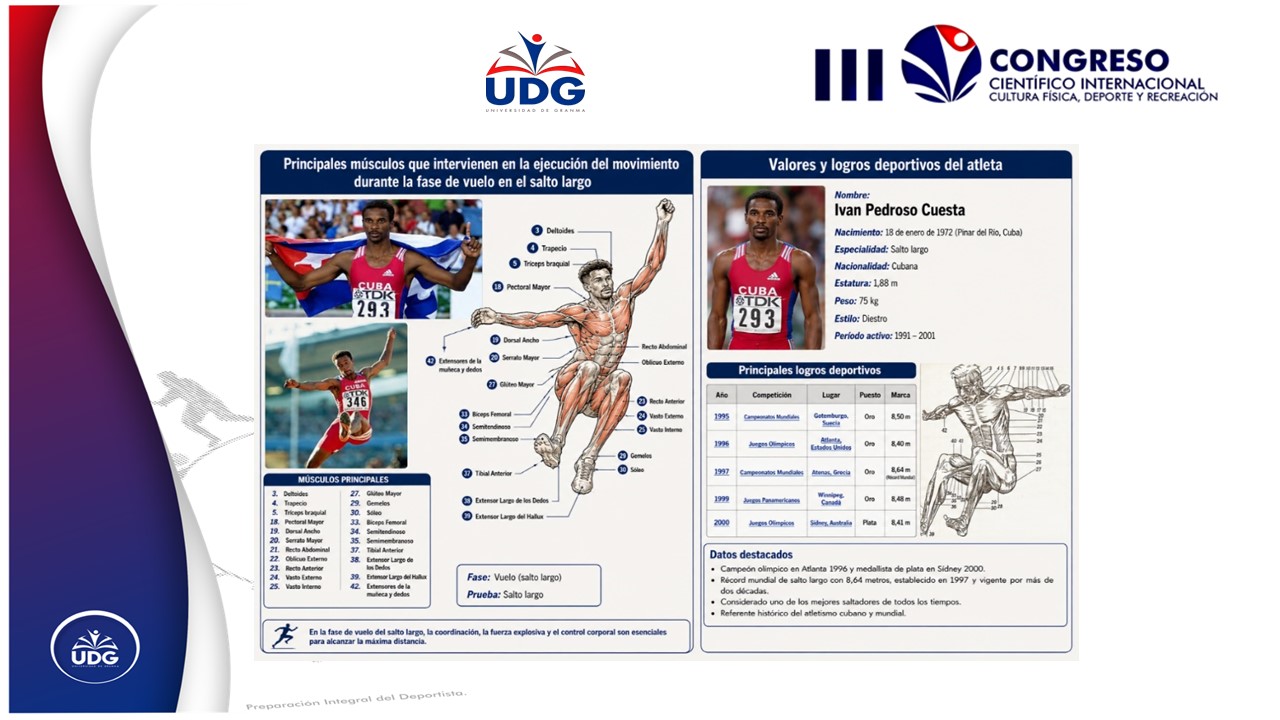 UDG
UNIVERSIDAD DE GRANMA
III CONGRESO
CIENTÍFICO INTERNACIONAL
CULTURA FÍSICA, DEPORTE Y RECREACIÓN
Principales músculos que intervienen en la ejecución del movimiento
durante la fase de vuelo en el salto largo
CUBA
TDK
293
CUBA
TDK
346
3 Deltoides
4 Trapecio
5 Tríceps braquial
18 Pectoral Mayor
19 Dorsal Ancho
20 Serrato Mayor
42 Extensores de la
muñeca y dedos
27 Glúteo Mayor
33 Bíceps Femoral
34 Semitendinoso
35 Semimembranoso
37 Tibial Anterior
38 Extensor Largo de los Dedos
39 Extensor Largo del Hallux
Recto Abdominal
Oblicuo Externo
23 Recto Anterior
24 Vasto Externo
25 Vasto Interno
29 Gemelos
30 Sóleo
MÚSCULOS PRINCIPALES
3. Deltoides
4. Trapecio
5. Tríceps braquial
18. Pectoral Mayor
19. Dorsal Ancho
20. Serrato Mayor
21. Recto Abdominal
22. Oblicuo Externo
23. Recto Anterior
24. Vasto Externo
25. Vasto Interno
27. Glúteo Mayor
29. Gemelos
30. Sóleo
33. Bíceps Femoral
34. Semitendinoso
35. Semimembranoso
37. Tibial Anterior
38. Extensor Largo de
los Dedos
39. Extensor Largo del Hallux
42. Extensores de la
muñeca y dedos
Fase: Vuelo (salto largo)
Prueba: Salto largo
En la fase de vuelo del salto largo, la coordinación, la fuerza explosiva y el control corporal son esenciales
para alcanzar la máxima distancia.
Valores y logros deportivos del atleta
CUBA
TDK
293
Nombre:
Ivan Pedroso Cuesta
Nacimiento: 18 de enero de 1972 (Pinar del Río, Cuba)
Especialidad: Salto largo
Nacionalidad: Cubana
Estatura: 1,88 m
Peso: 75 kg
Estilo: Diestro
Período activo: 1991 – 2001
Principales logros deportivos
Año Competición Lugar Puesto Marca
1995 Campeonatos Mundiales Gotemburgo, Suecia Oro 8,50 m
1996 Juegos Olímpicos Atlanta, Estados Unidos Oro 8,40 m
1997 Campeonatos Mundiales Atenas, Grecia Oro 8,64 m (Récord Mundial)
1999 Juegos Panamericanos Winnipeg, Canadá Oro 8,48 m
2000 Juegos Olímpicos Sídney, Australia Plata 8,41 m
Datos destacados
• Campeón olímpico en Atlanta 1996 y medallista de plata en Sídney 2000.
• Récord mundial de salto largo con 8,64 metros, establecido en 1997 y vigente por más de
dos décadas.
• Considerado uno de los mejores saltadores de todos los tiempos.
• Referente histórico del atletismo cubano y mundial.
UDG
Preparación Integral del Deportista.